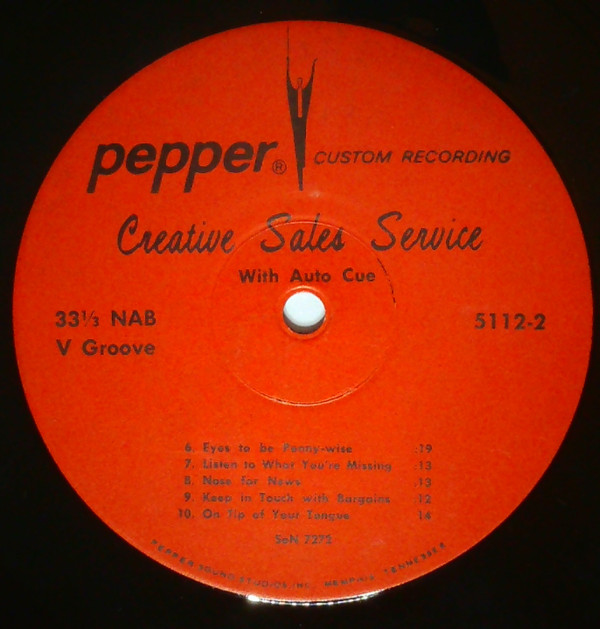 pepper® CUSTOM RECORDING
Creative Sales Service
With Auto Cue
33⅓ NAB
V Groove
5112-2
6. Eyes to be Penny-wise :19
7. Listen to What You're Missing :13
8. Nose for News :13
9. Keep in Touch with Bargains :12
10. On Tip of Your Tongue :14
SoN 7272
PEPPER SOUND STUDIOS INC. MEMPHIS, TENNESSEE